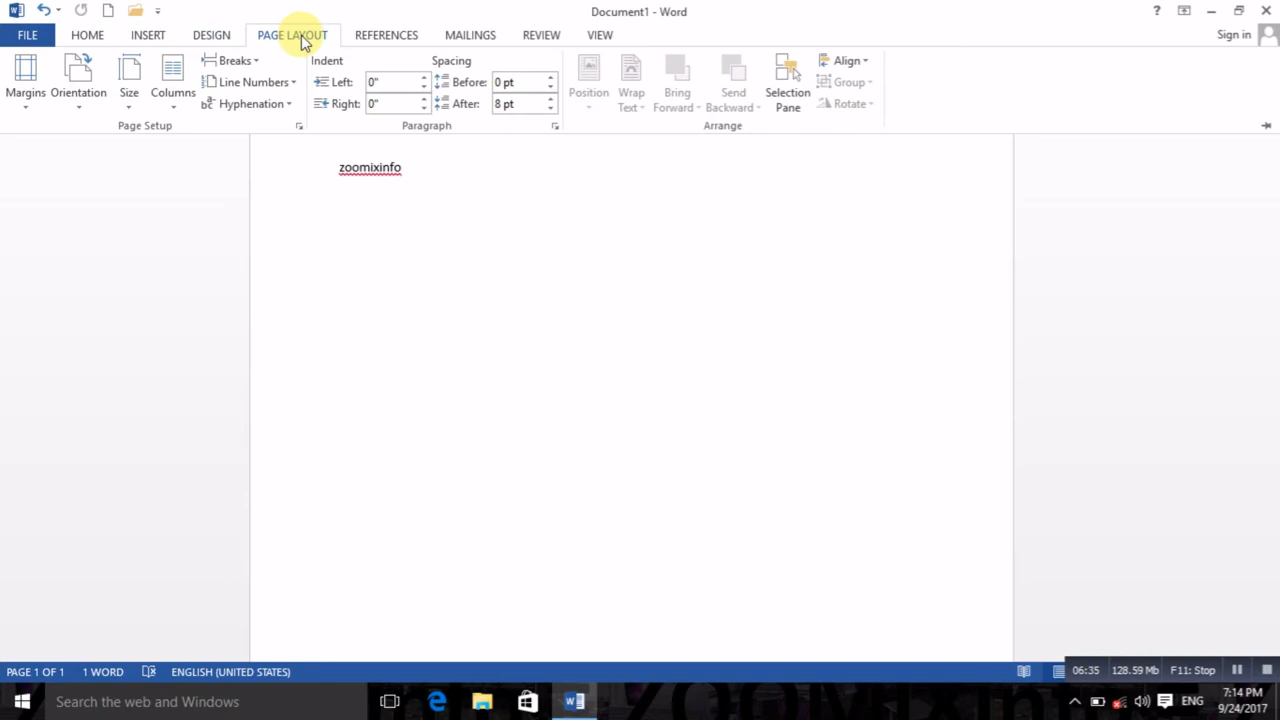 Document1 - Word
?
Sign in
FILE
HOME
INSERT
DESIGN
PAGE LAYOUT
REFERENCES
MAILINGS
REVIEW
VIEW
Margins
Orientation
Size
Columns
Breaks
Line Numbers
Hyphenation
Page Setup
Indent
Left: 0"
Right: 0"
Spacing
Before: 0 pt
After: 8 pt
Paragraph
Position
Wrap
Text
Bring
Forward
Send
Backward
Selection
Pane
Align
Group
Rotate
Arrange
zoomixinfo
PAGE 1 OF 1
1 WORD
ENGLISH (UNITED STATES)
06:35
128.59 Mb
F11: Stop
Search the web and Windows
ENG
7:14 PM
9/24/2017